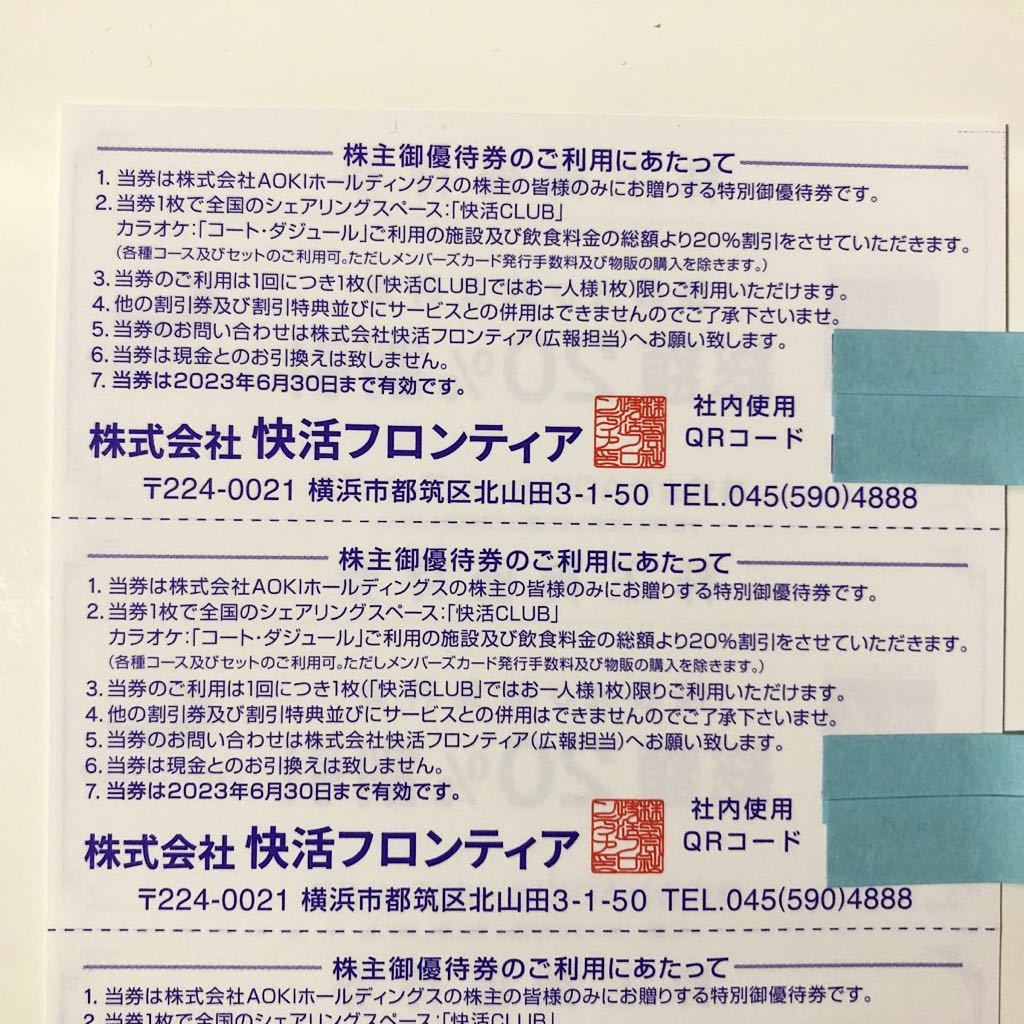 株主御優待券のご利用にあたって
1. 当券は株式会社AOKIホールディングスの株主の皆様のみにお贈りする特別御優待券です。
2. 当券1枚で全国のシェアリングスペース:「快活CLUB」
カラオケ:「コート・ダジュール」ご利用の施設及び飲食料金の総額より20%割引をさせていただきます。
(各種コース及びセットのご利用可。ただしメンバーズカード発行手数料及び物販の購入を除きます。)
3. 当券のご利用は1回につき1枚(「快活CLUB」ではお一人様1枚)限りご利用いただけます。
4. 他の割引券及び割引特典並びにサービスとの併用はできませんのでご了承下さいませ。
5. 当券のお問い合わせは株式会社快活フロンティア(広報担当)へお願い致します。
6. 当券は現金とのお引換えは致しません。
7. 当券は2023年6月30日まで有効です。
株式会社 快活フロンティア
社内使用
QRコード
〒224-0021 横浜市都筑区北山田3-1-50 TEL.045(590)4888
株主御優待券のご利用にあたって
1. 当券は株式会社AOKIホールディングスの株主の皆様のみにお贈りする特別御優待券です。
2. 当券1枚で全国のシェアリングスペース:「快活CLUB」
カラオケ:「コート・ダジュール」ご利用の施設及び飲食料金の総額より20%割引をさせていただきます。
(各種コース及びセットのご利用可。ただしメンバーズカード発行手数料及び物販の購入を除きます。)
3. 当券のご利用は1回につき1枚(「快活CLUB」ではお一人様1枚)限りご利用いただけます。
4. 他の割引券及び割引特典並びにサービスとの併用はできませんのでご了承下さいませ。
5. 当券のお問い合わせは株式会社快活フロンティア(広報担当)へお願い致します。
6. 当券は現金とのお引換えは致しません。
7. 当券は2023年6月30日まで有効です。
株式会社 快活フロンティア
社内使用
QRコード
〒224-0021 横浜市都筑区北山田3-1-50 TEL.045(590)4888
株主御優待券のご利用にあたって
1. 当券は株式会社AOKIホールディングスの株主の皆様のみにお贈りする特別御優待券です。
2. 当券1枚で全国のシェアリングスペース:「快活CLUB」